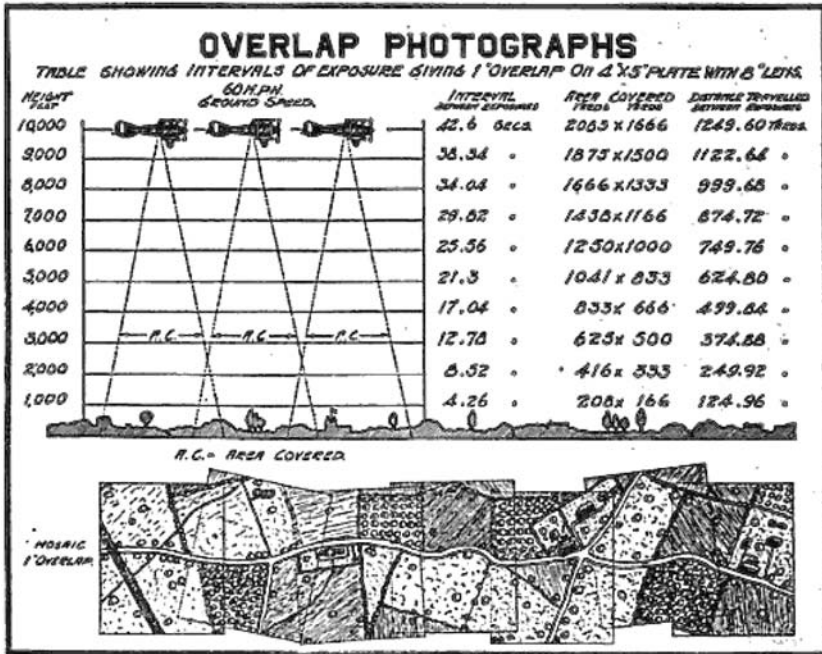 OVERLAP PHOTOGRAPHS
TABLE SHOWING INTERVALS OF EXPOSURE GIVING 1" OVERLAP ON 4"X5" PLATE WITH 8" LENS.
HEIGHT FEET
60 M.P.H. GROUND SPEED.
INTERVAL BETWEEN EXPOSURES
AREA COVERED YARDS YARDS
DISTANCE TRAVELLED BETWEEN EXPOSURES
10,000 42.6 SECS. 2083 x 1666 1249.60 YARDS.
9,000 38.34 " 1875 x 1500 1122.64 "
8,000 34.04 " 1666 x 1333 999.68 "
7,000 29.82 " 1438 x 1166 874.72 "
6,000 25.56 " 1250 x 1000 749.76 "
5,000 21.3 " 1041 x 833 624.80 "
4,000 17.04 " 833 x 666 499.84 "
A.C. A.C. A.C.
3,000 12.78 " 625 x 500 374.88 "
2,000 8.52 " 416 x 333 249.92 "
1,000 4.26 " 208 x 166 124.96 "
A.C. = AREA COVERED.
MOSAIC
1" OVERLAP.